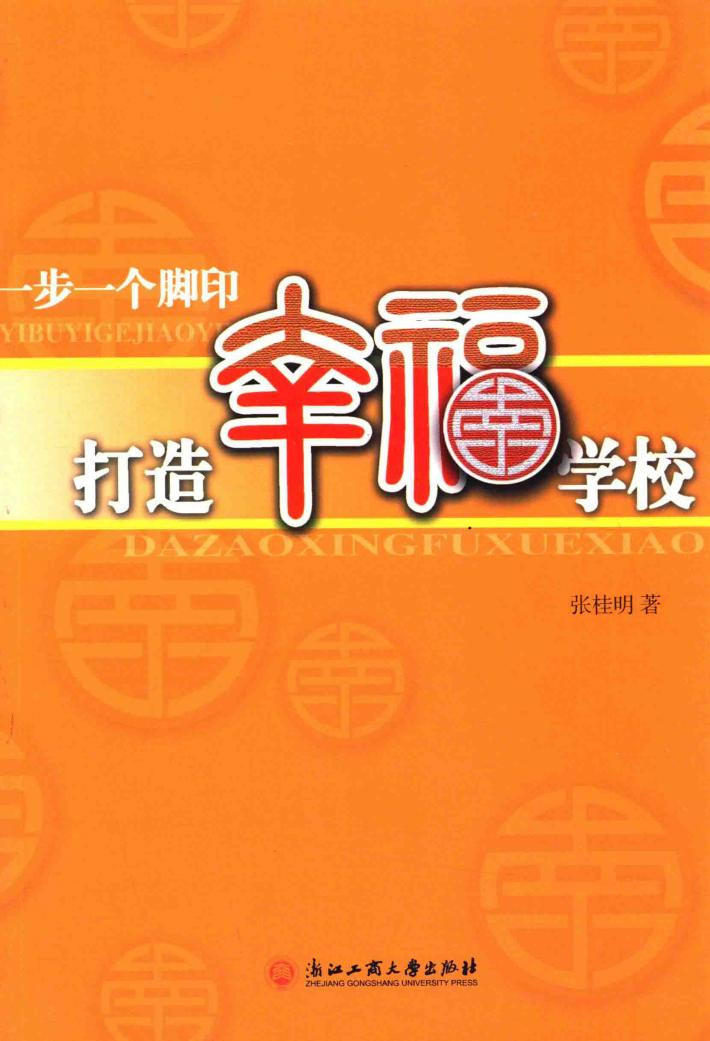 一步一个脚印
YIBUYIGEJIAOYI
打造幸福学校
DAZAOXINGFUXUEXIAO
张桂明 著
浙江工商大学出版社
ZHEJIANG GONGSHANG UNIVERSITY PRESS